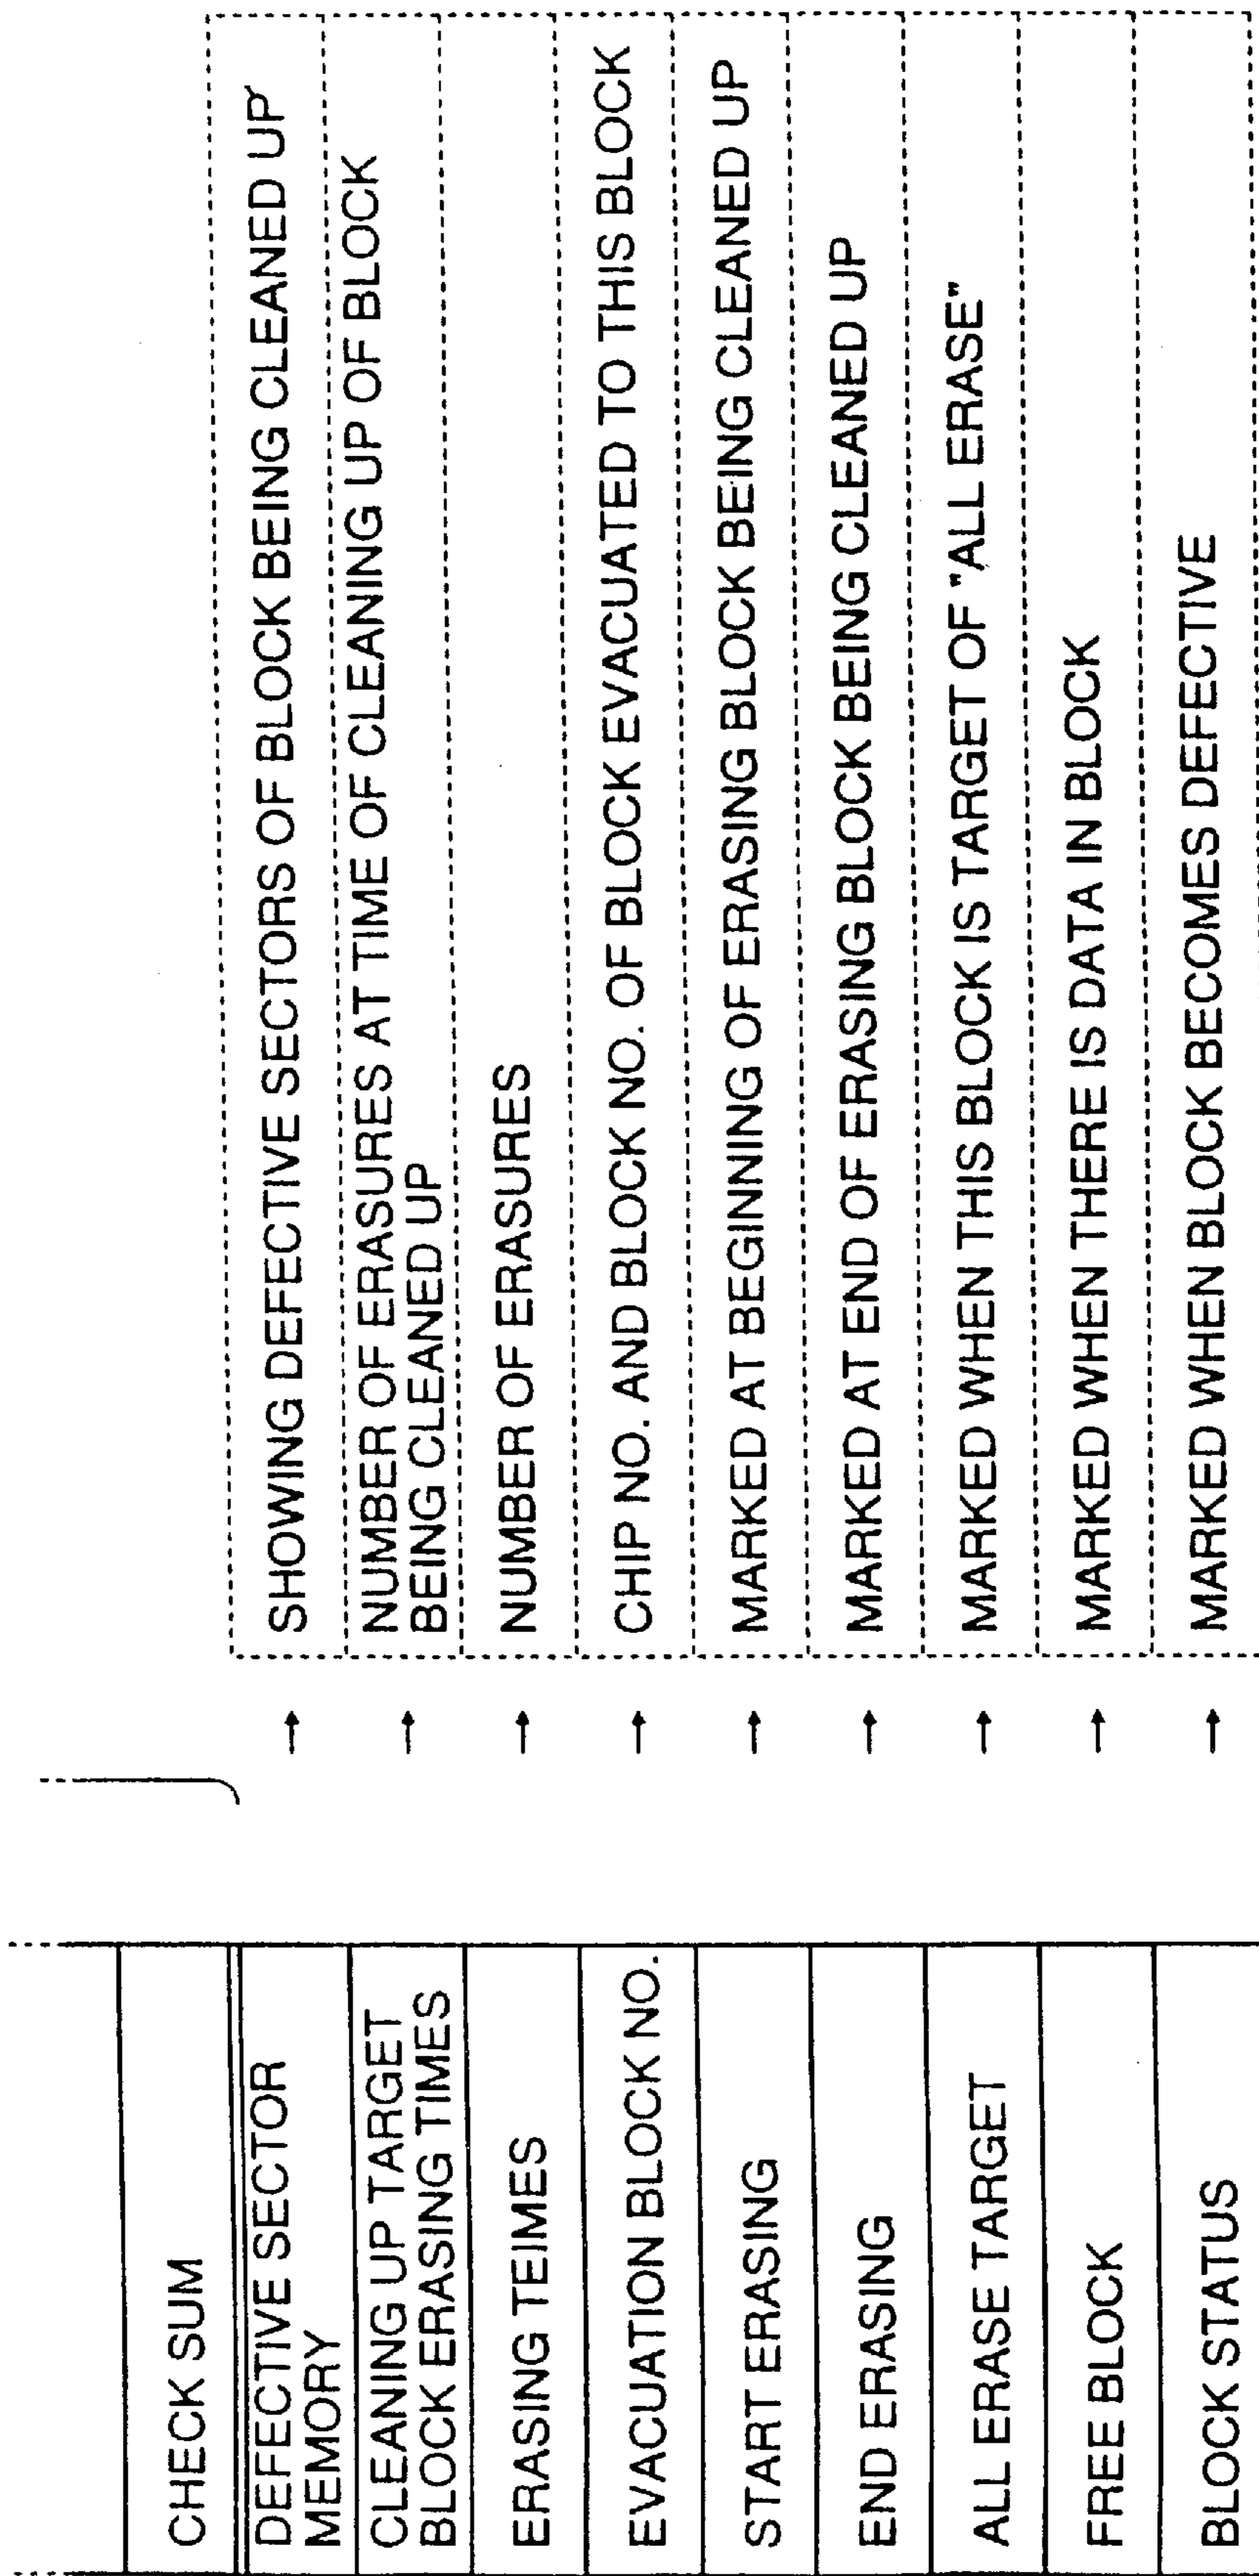 CHECK SUM
DEFECTIVE SECTOR
MEMORY
SHOWING DEFECTIVE SECTORS OF BLOCK BEING CLEANED UP
CLEANING UP TARGET
BLOCK ERASING TIMES
NUMBER OF ERASURES AT TIME OF CLEANING UP OF BLOCK
BEING CLEANED UP
ERASING TEIMES
NUMBER OF ERASURES
EVACUATION BLOCK NO.
CHIP NO. AND BLOCK NO. OF BLOCK EVACUATED TO THIS BLOCK
START ERASING
MARKED AT BEGINNING OF ERASING BLOCK BEING CLEANED UP
END ERASING
MARKED AT END OF ERASING BLOCK BEING CLEANED UP
ALL ERASE TARGET
MARKED WHEN THIS BLOCK IS TARGET OF "ALL ERASE"
FREE BLOCK
MARKED WHEN THERE IS DATA IN BLOCK
BLOCK STATUS
MARKED WHEN BLOCK BECOMES DEFECTIVE